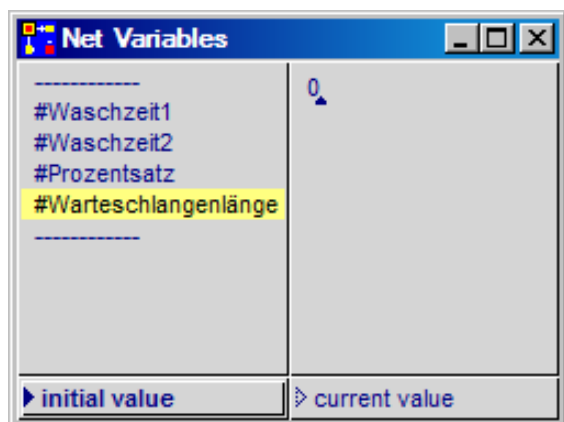 Net Variables
------------
#Waschzeit1
#Waschzeit2
#Prozentsatz
#Warteschlangenlänge
------------
0
initial value
current value